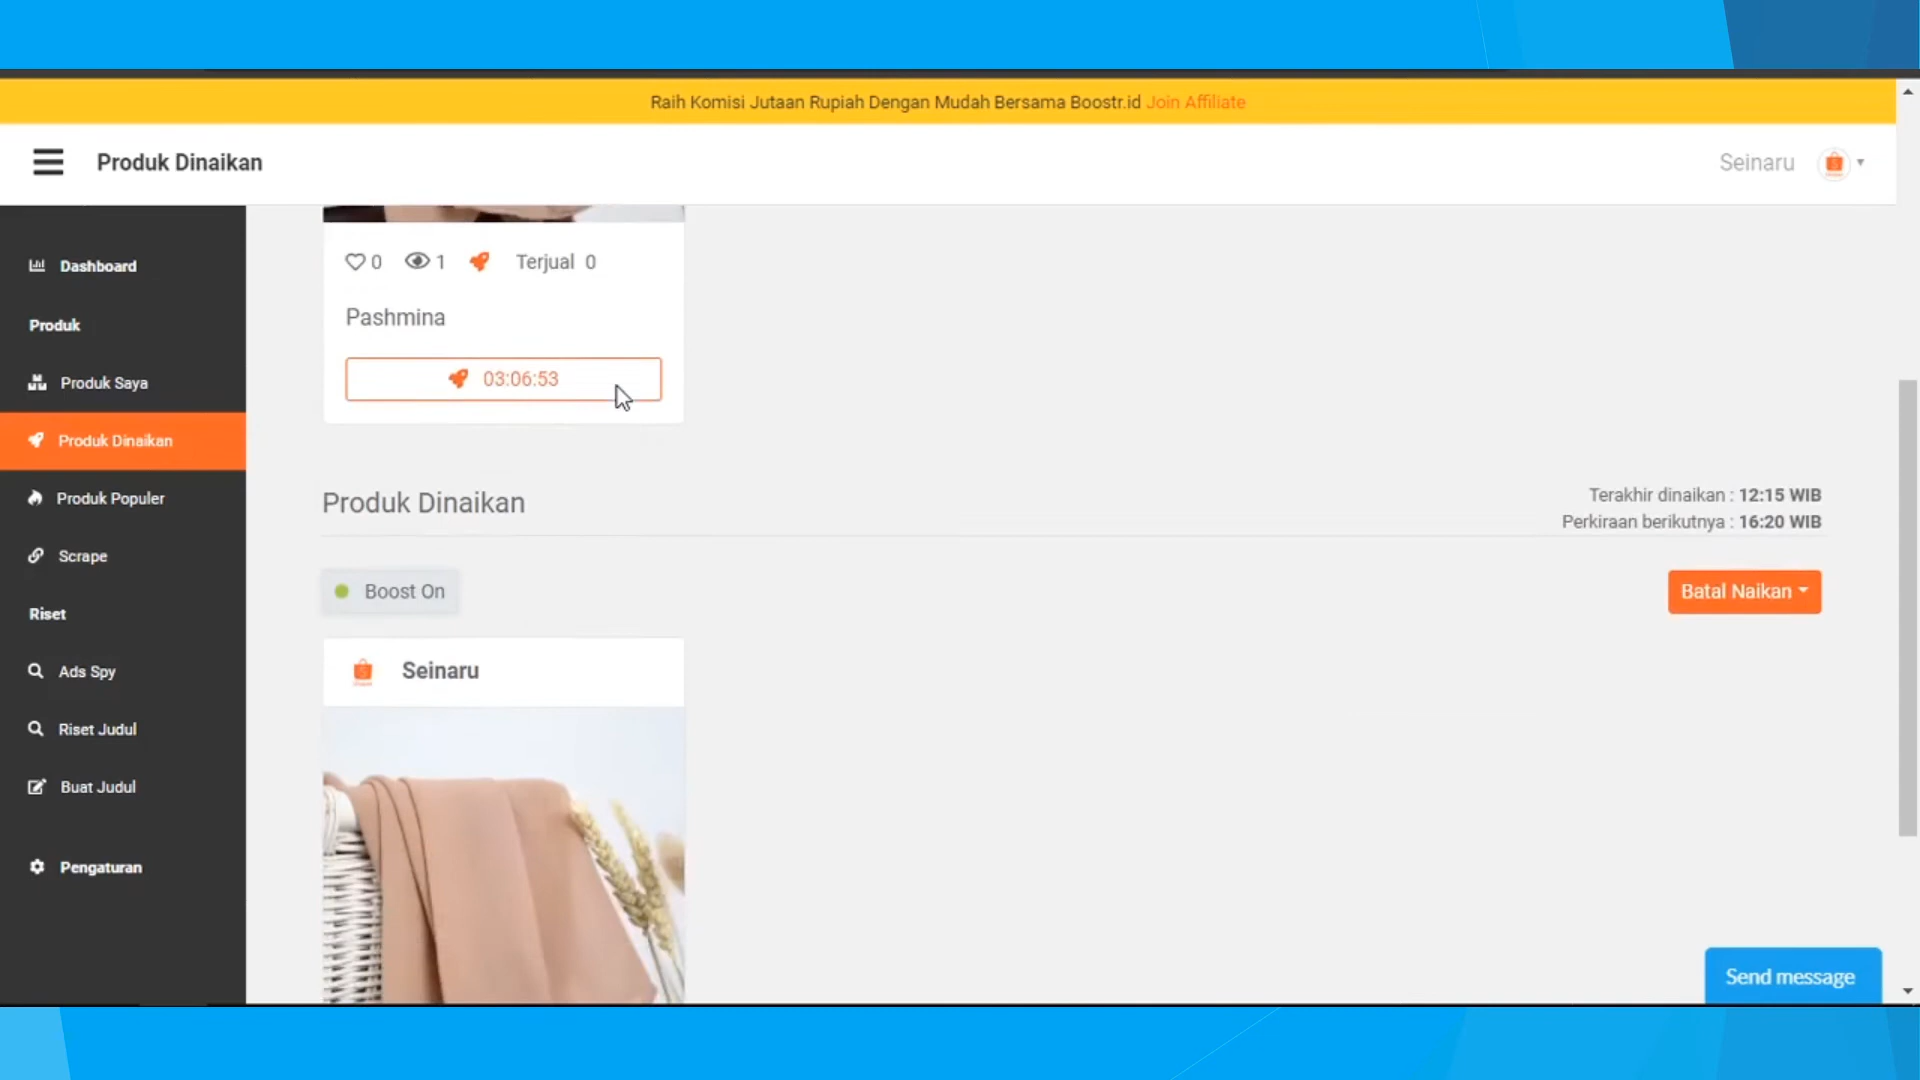 Raih Komisi Jutaan Rupiah Dengan Mudah Bersama Boostr.id Join Affiliate
Produk Dinaikan
Seinaru
Dashboard
Produk
Produk Saya
Produk Dinaikan
Produk Populer
Scrape
Riset
Ads Spy
Riset Judul
Buat Judul
Pengaturan
0 1 Terjual 0
Pashmina
03:06:53
Produk Dinaikan
Terakhir dinaikan : 12:15 WIB
Perkiraan berikutnya : 16:20 WIB
Boost On
Batal Naikan
Seinaru
Send message